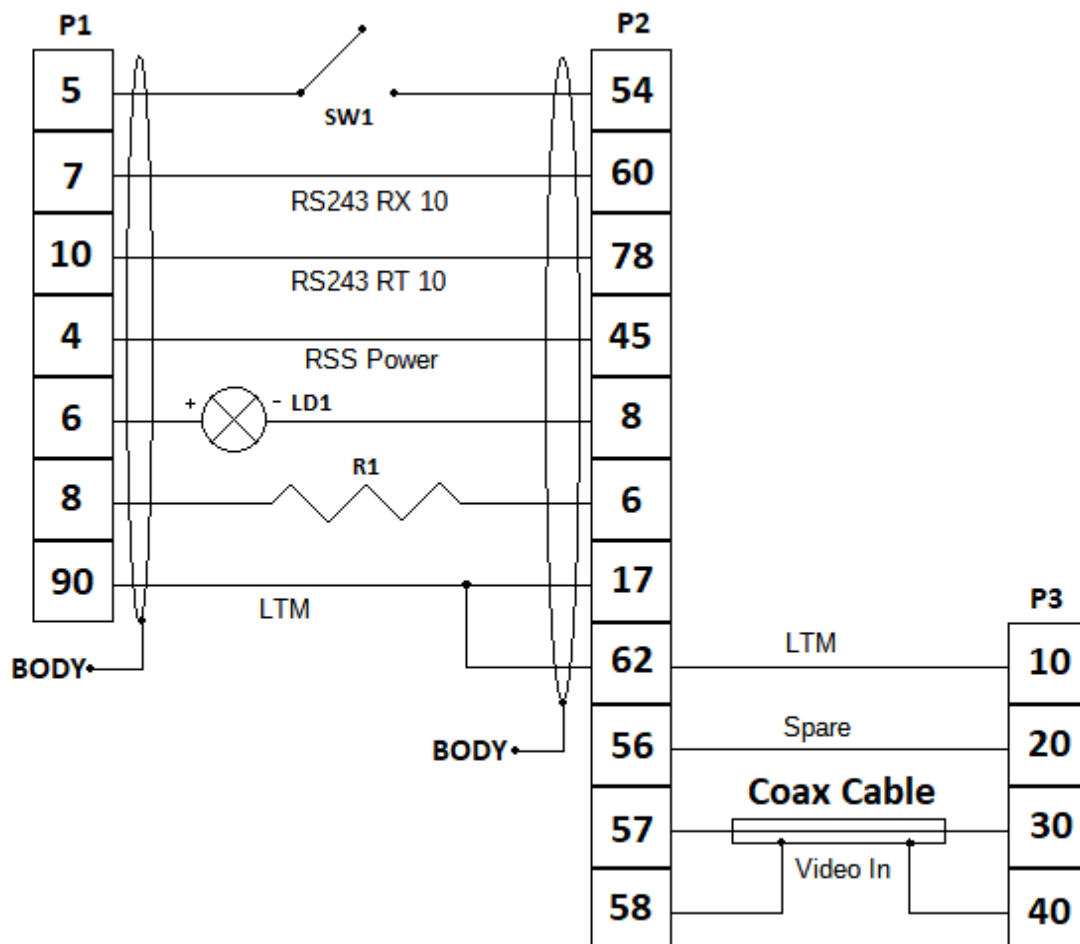 P1
P2
5
54
SW1
7
60
RS243 RX 10
10
78
RS243 RT 10
4
45
RSS Power
6
+
- LD1
8
R1
8
6
90
17
LTM
P3
BODY
62
LTM
10
BODY
56
Spare
20
Coax Cable
57
30
Video In
58
40